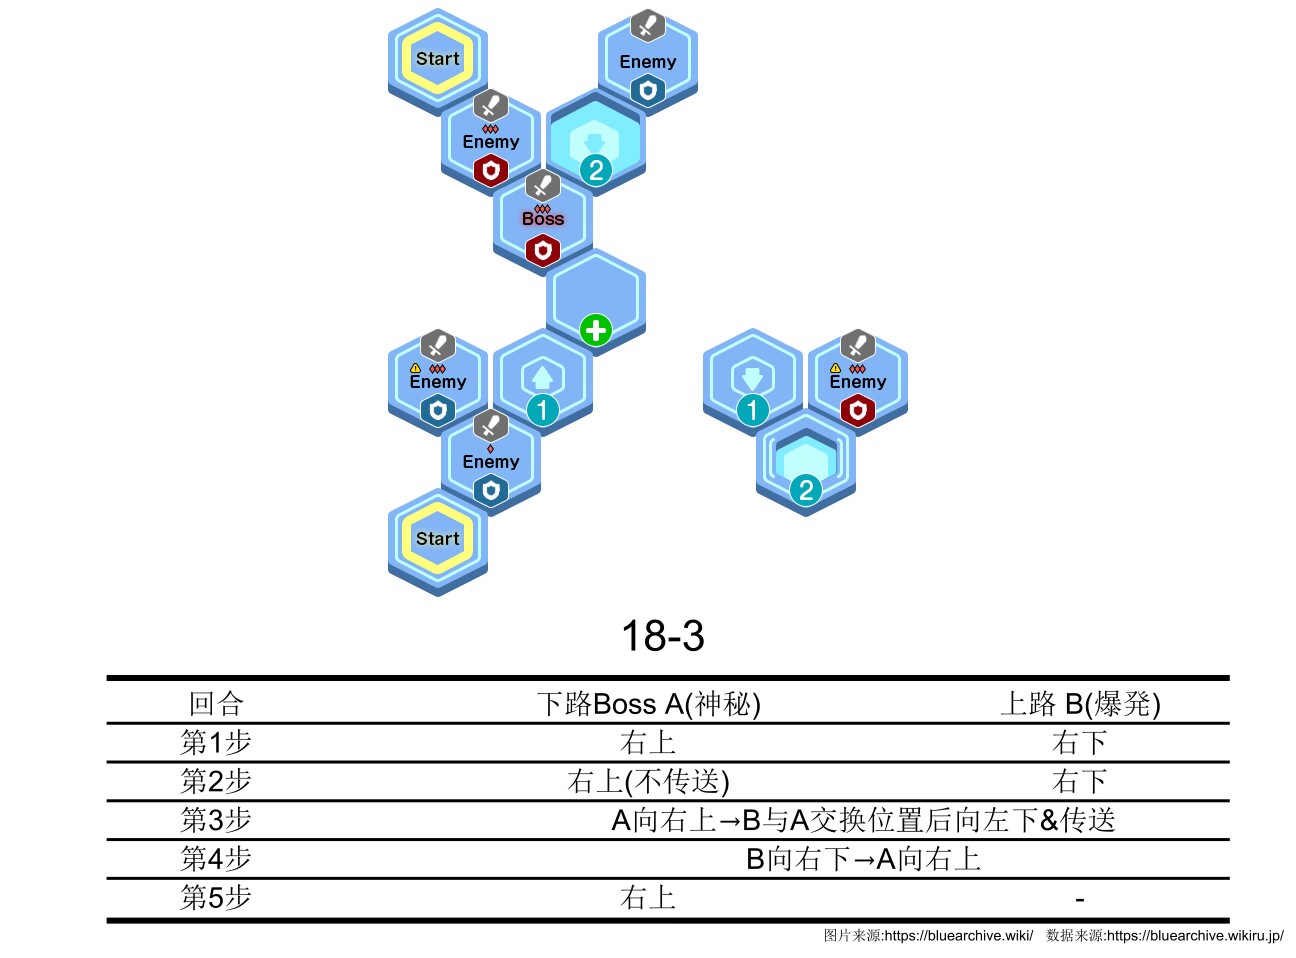 Start
Enemy
Enemy
2
Boss
Enemy
1
1
Enemy
Enemy
2
Start
18-3
回合 下路Boss A(神秘) 上路 B(爆発)
第1步 右上 右下
第2步 右上(不传送) 右下
第3步 A向右上→B与A交换位置后向左下&传送
第4步 B向右下→A向右上
第5步 右上 -
图片来源:https://bluearchive.wiki/ 数据来源:https://bluearchive.wikiru.jp/